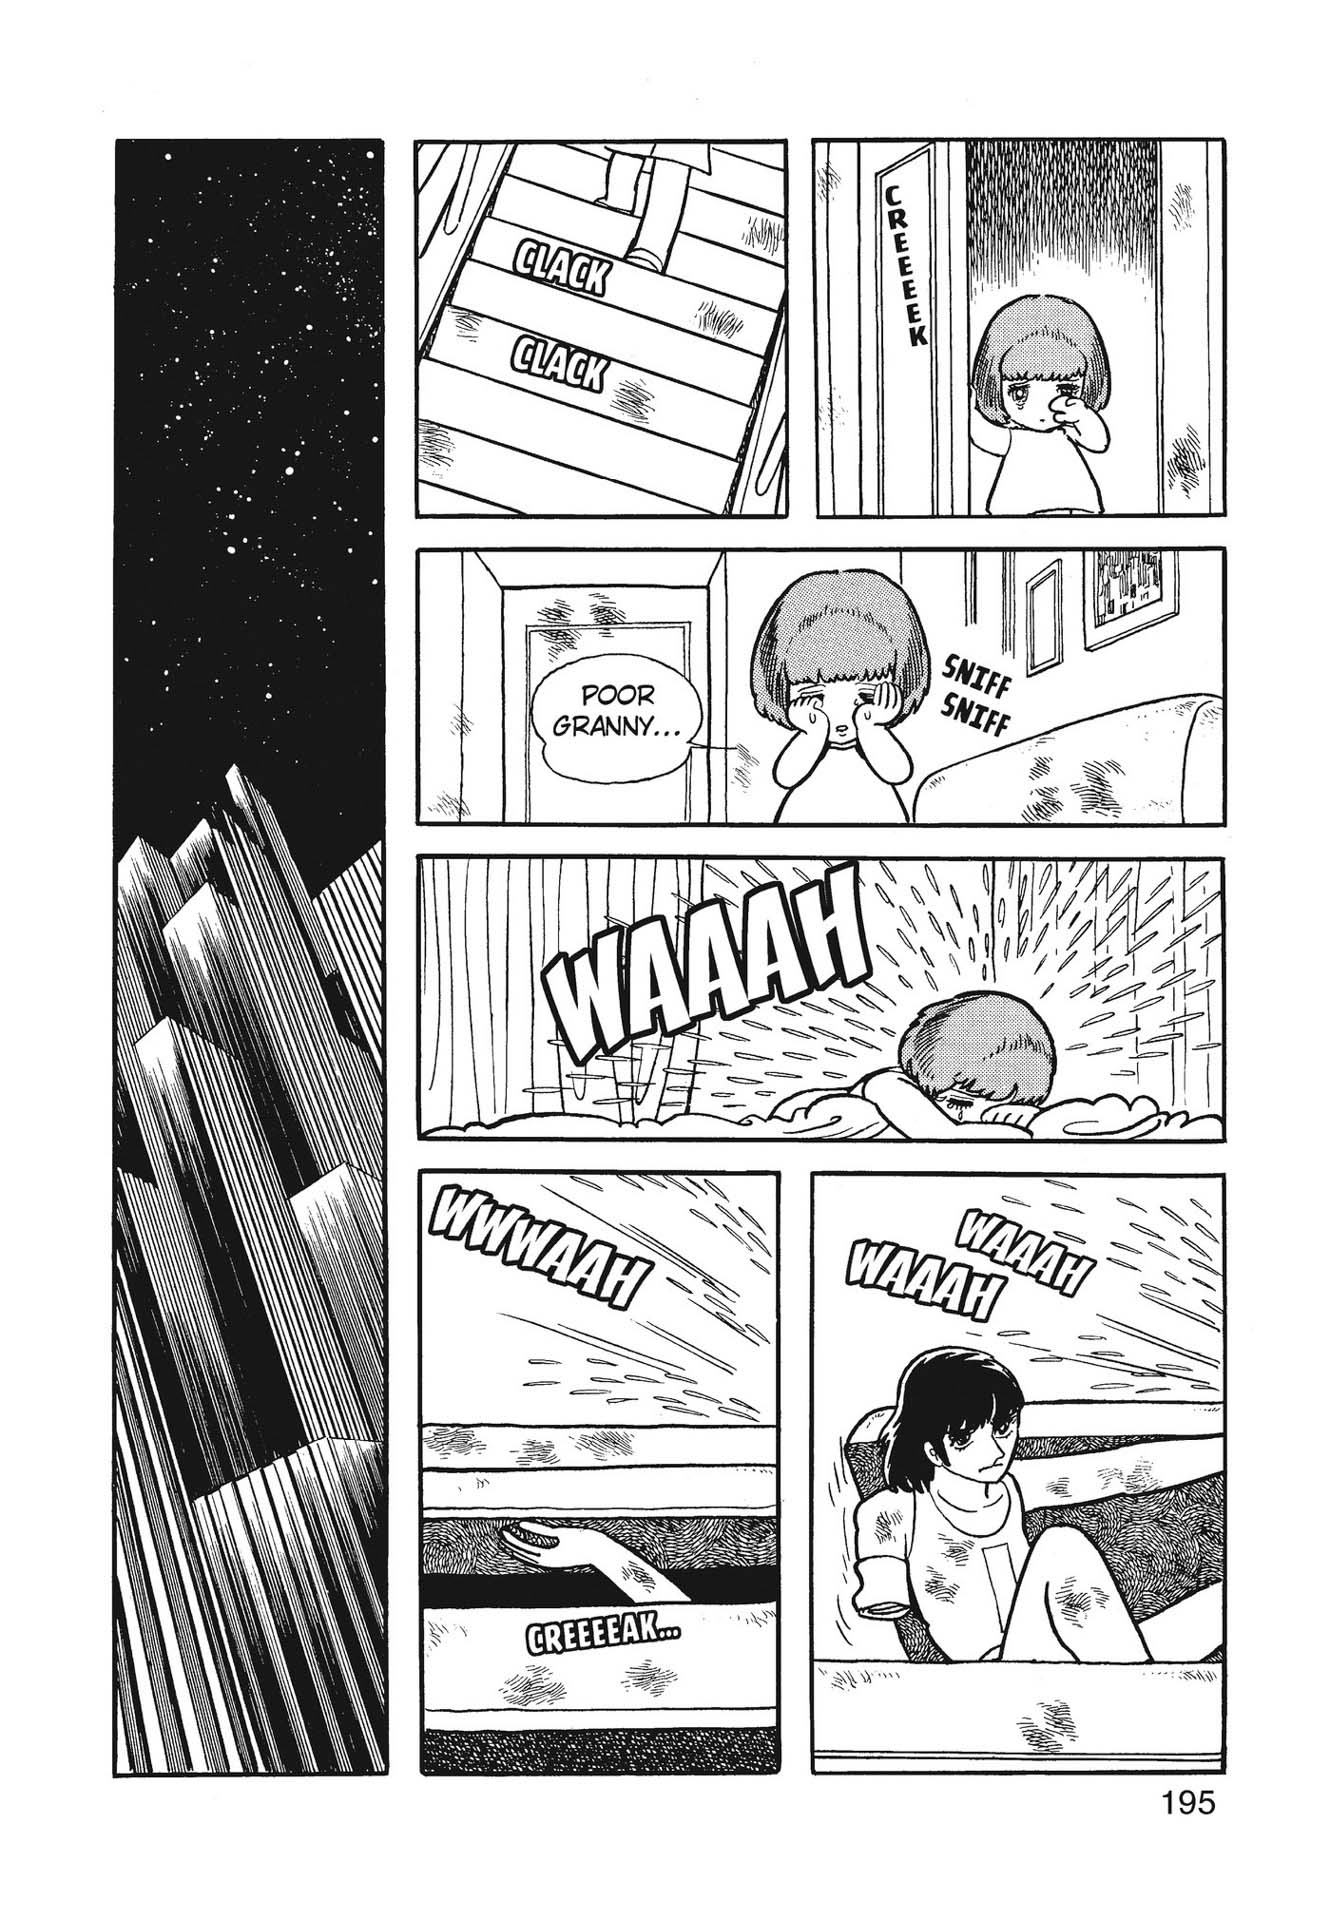 CREEEEK
CLACK
CLACK
POOR
GRANNY...
SNIFF
SNIFF
WAAAH
WAAAH
WAAAH
WWWAAH
CREEEEAK...
195